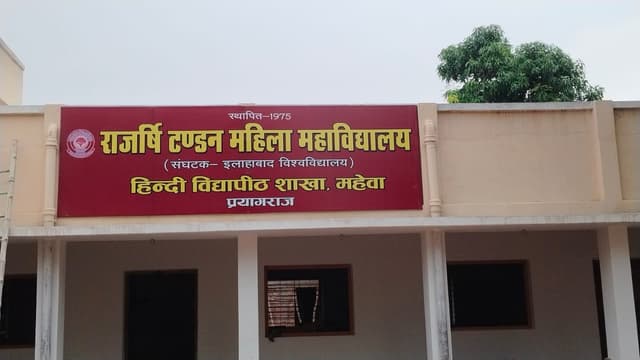 स्थापित-1975
राजर्षि टण्डन महिला महाविद्यालय
(संघटक- इलाहाबाद विश्वविद्यालय)
हिन्दी विद्यापीठ शाखा, महेवा
प्रयागराज